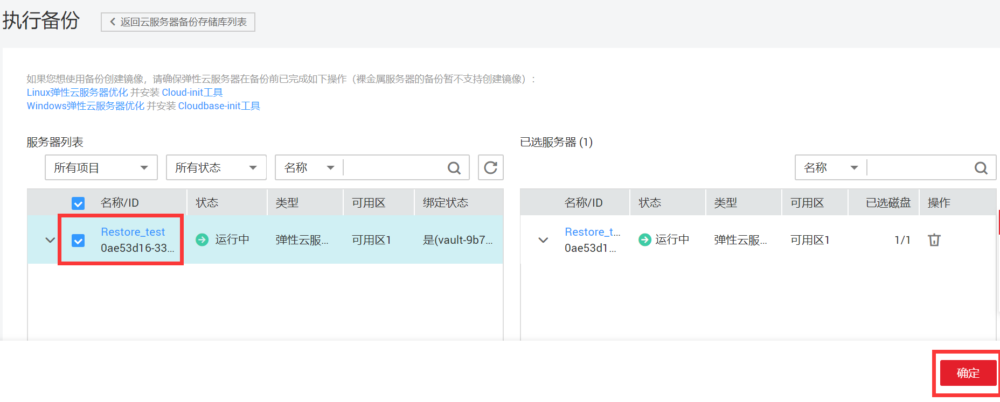 执行备份
返回云服务器备份存储库列表
如果您想使用备份创建镜像，请确保弹性云服务器在备份前已完成如下操作（裸金属服务器的备份暂不支持创建镜像）：
Linux弹性云服务器优化 并安装 Cloud-init工具
Windows弹性云服务器优化 并安装 Cloudbase-init工具
服务器列表
所有项目 所有状态 名称
名称/ID 状态 类型 可用区 绑定状态
Restore_test 运行中 弹性云服... 可用区1 是(vault-9b7...
0ae53d16-33...
已选服务器 (1)
名称
名称/ID 状态 类型 可用区 已选磁盘 操作
Restore_t... 运行中 弹性云服... 可用区1 1/1
0ae53d1...
确定